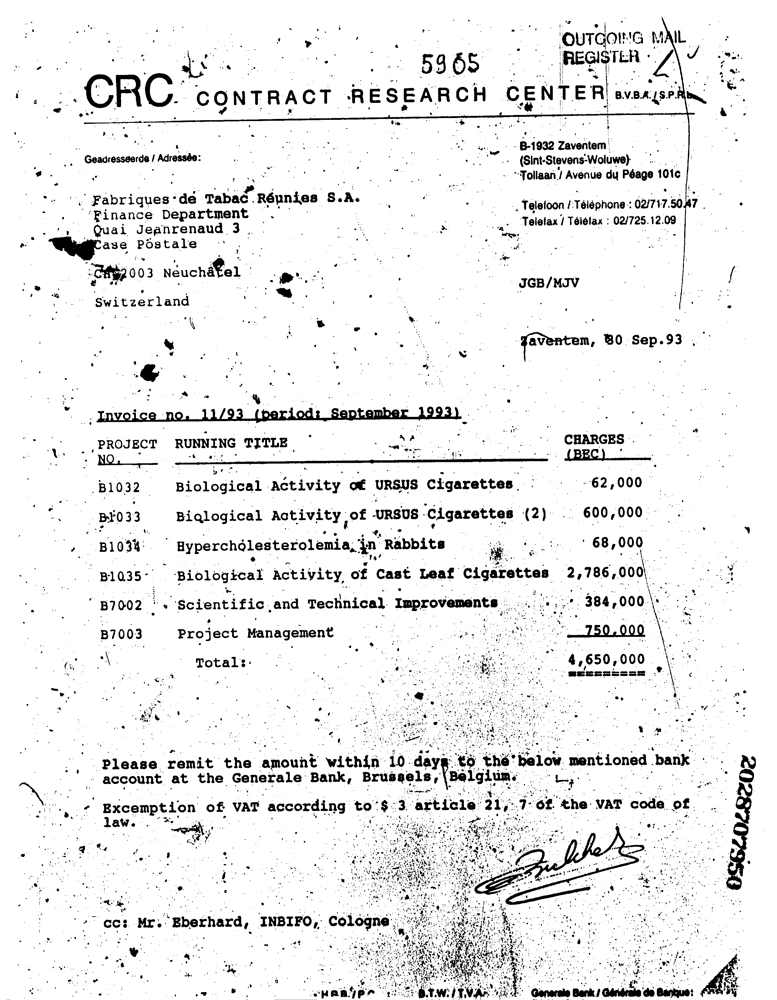 OUTGOING MAIL
REGISTER
5905
CRC CONTRACT RESEARCH CENTER B.V.B.A. / S.P.R.L.
Geadresseerde / Adressée:
B-1932 Zaventem
(Sint-Stevens-Woluwe)
Tollaan / Avenue du Péage 101c
Telefoon / Téléphone : 02/717.50.47
Telefax / Téléfax : 02/725.12.09
Fabriques de Tabac Réunies S.A.
Finance Department
Quai Jeanrenaud 3
Case Postale
CH-2003 Neuchâtel
Switzerland
JGB/MJV
Zaventem, 30 Sep.93
Invoice no. 11/93 (period: September 1993)
PROJECT NO. RUNNING TITLE CHARGES (BEC)
B1032 Biological Activity of URSUS Cigarettes 62,000
B1033 Biological Activity of URSUS Cigarettes (2) 600,000
B1034 Hypercholesterolemia in Rabbits 68,000
B1035 Biological Activity of Cast Leaf Cigarettes 2,786,000
B7002 Scientific and Technical Improvements 384,000
B7003 Project Management 750,000
Total: 4,650,000
=========
Please remit the amount within 10 days to the below mentioned bank
account at the Generale Bank, Brussels, Belgium.
Excemption of VAT according to $ 3 article 21, 7 of the VAT code of
law.
cc: Mr. Eberhard, INBIFO, Cologne
2028707950
B.T.W. / T.V.A.
Generale Bank / Générale de Banque: